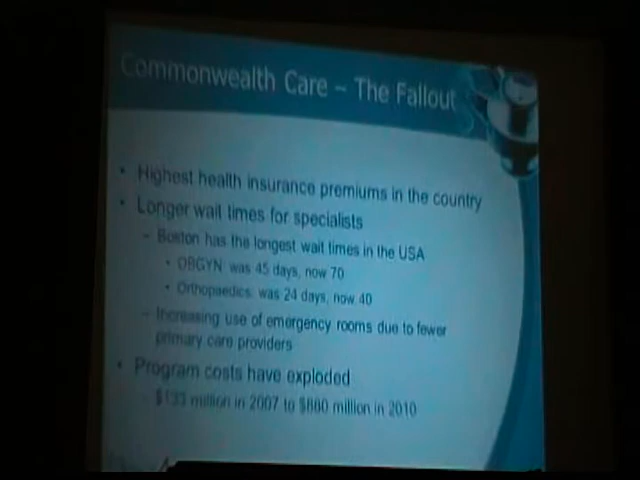 Commonwealth Care – The Fallout
• Highest health insurance premiums in the country
• Longer wait times for specialists
– Boston has the longest wait times in the USA
• OBGYN: was 45 days, now 70
• Orthopaedics: was 24 days, now 40
– Increasing use of emergency rooms due to fewer
primary care providers
• Program costs have exploded
– $133 million in 2007 to $880 million in 2010